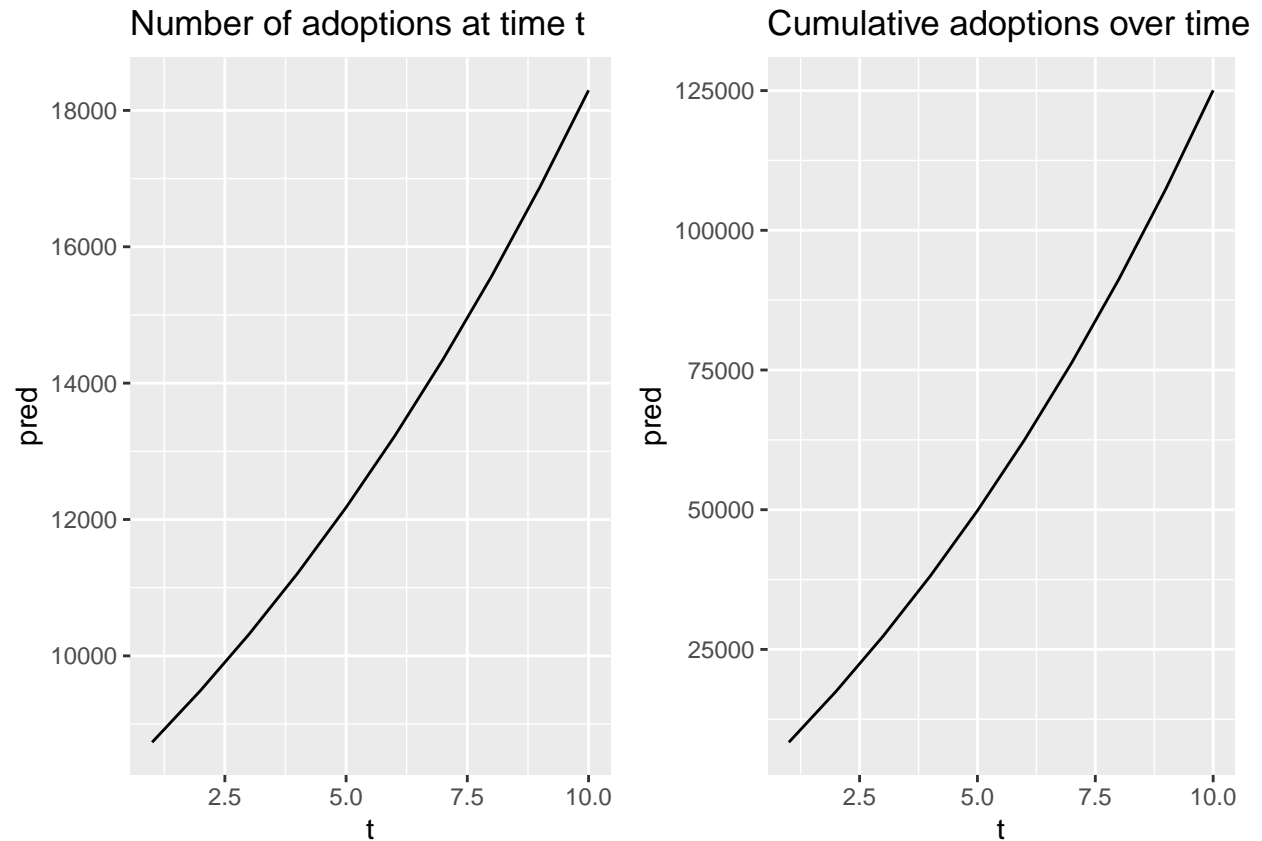 Number of adoptions at time t
18000
16000
14000
12000
10000
pred
2.5 5.0 7.5 10.0
t
Cumulative adoptions over time
125000
100000
75000
50000
25000
pred
2.5 5.0 7.5 10.0
t